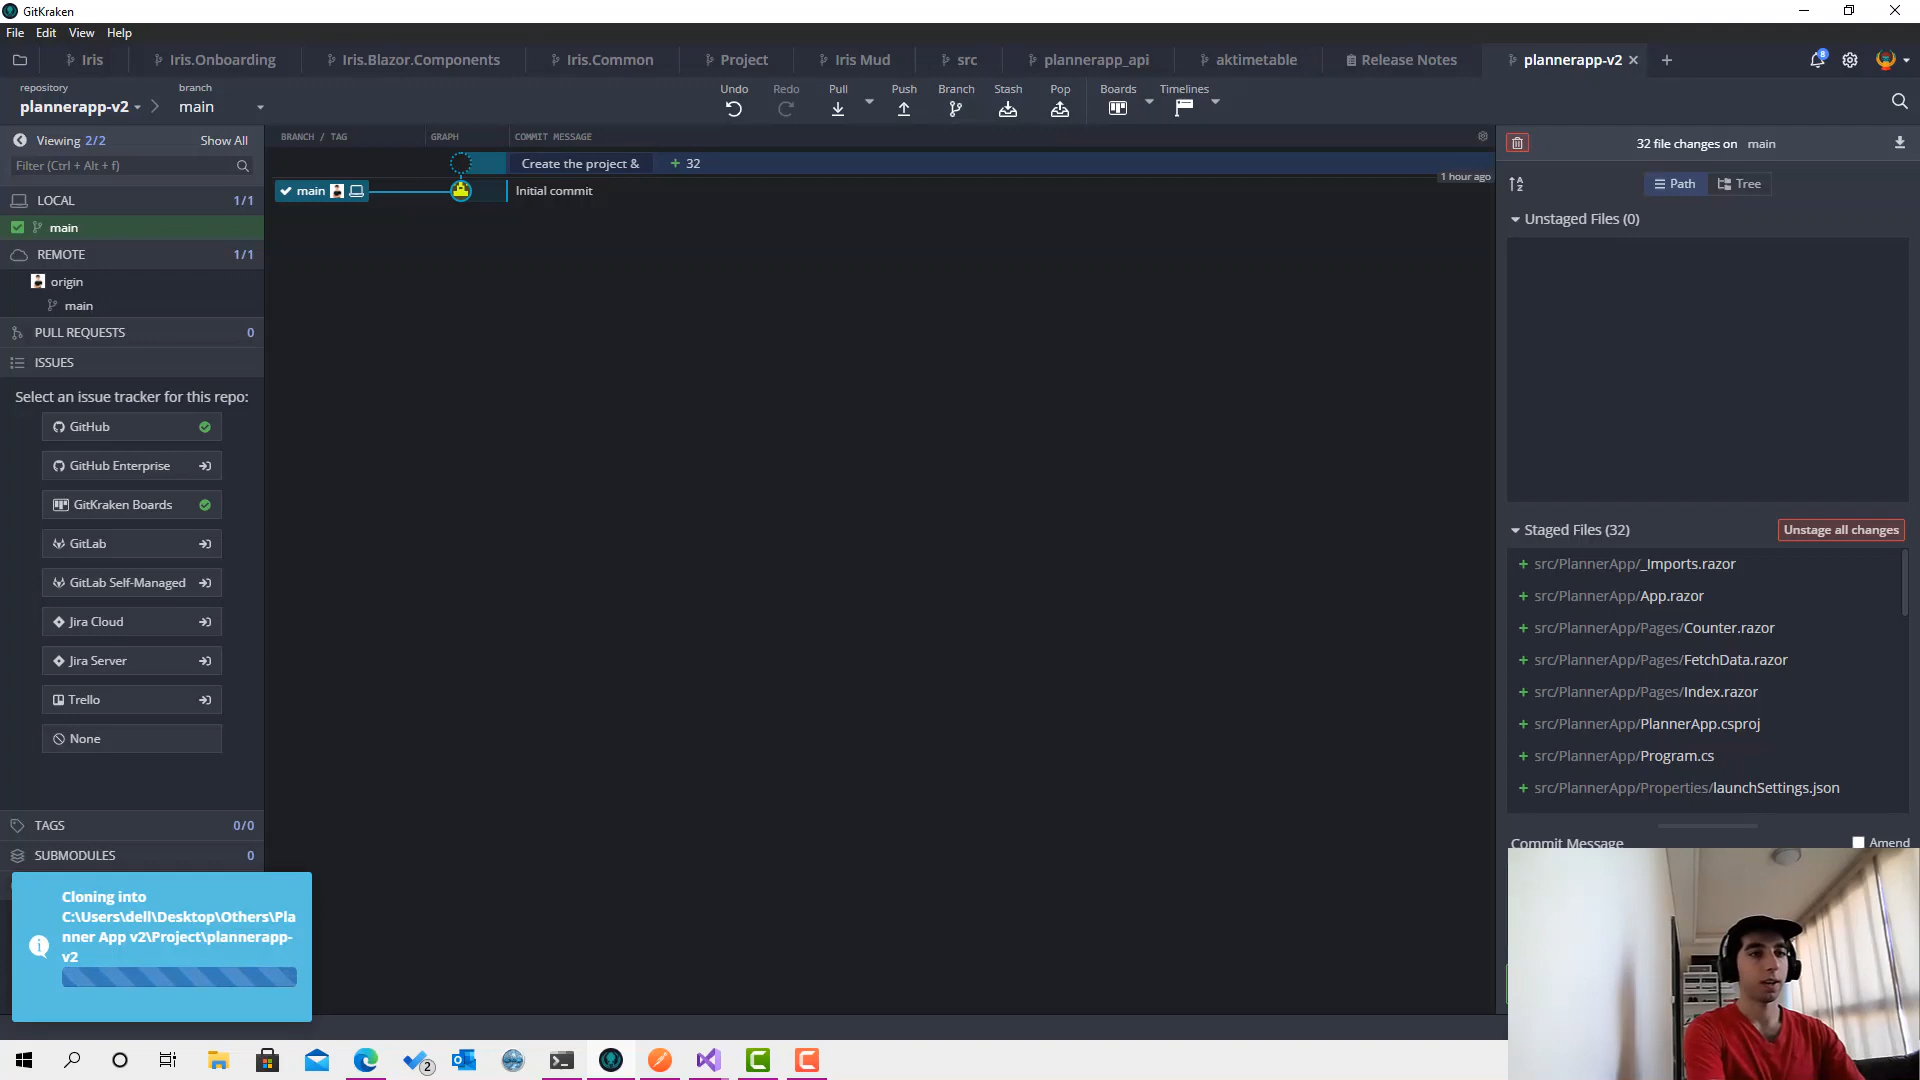 GitKraken
File Edit View Help
Iris
Iris.Onboarding
Iris.Blazor.Components
Iris.Common
Project
Iris Mud
src
plannerapp_api
aktimetable
Release Notes
plannerapp-v2
8
repository
plannerapp-v2
branch
main
Undo
Redo
Pull
Push
Branch
Stash
Pop
Boards
Timelines
Viewing 2/2
Show All
Filter (Ctrl + Alt + f)
LOCAL 1/1
main
REMOTE 1/1
origin
main
PULL REQUESTS 0
ISSUES
Select an issue tracker for this repo:
GitHub
GitHub Enterprise
GitKraken Boards
GitLab
GitLab Self-Managed
Jira Cloud
Jira Server
Trello
None
TAGS 0/0
SUBMODULES 0
Cloning into
C:\Users\dell\Desktop\Others\Pla
nner App v2\Project\plannerapp-
v2
BRANCH / TAG
GRAPH
COMMIT MESSAGE
Create the project &
32
1 hour ago
main
Initial commit
32 file changes on main
Path
Tree
Unstaged Files (0)
Staged Files (32)
Unstage all changes
src/PlannerApp/_Imports.razor
src/PlannerApp/App.razor
src/PlannerApp/Pages/Counter.razor
src/PlannerApp/Pages/FetchData.razor
src/PlannerApp/Pages/Index.razor
src/PlannerApp/PlannerApp.csproj
src/PlannerApp/Program.cs
src/PlannerApp/Properties/launchSettings.json
Commit Message
Amend
2